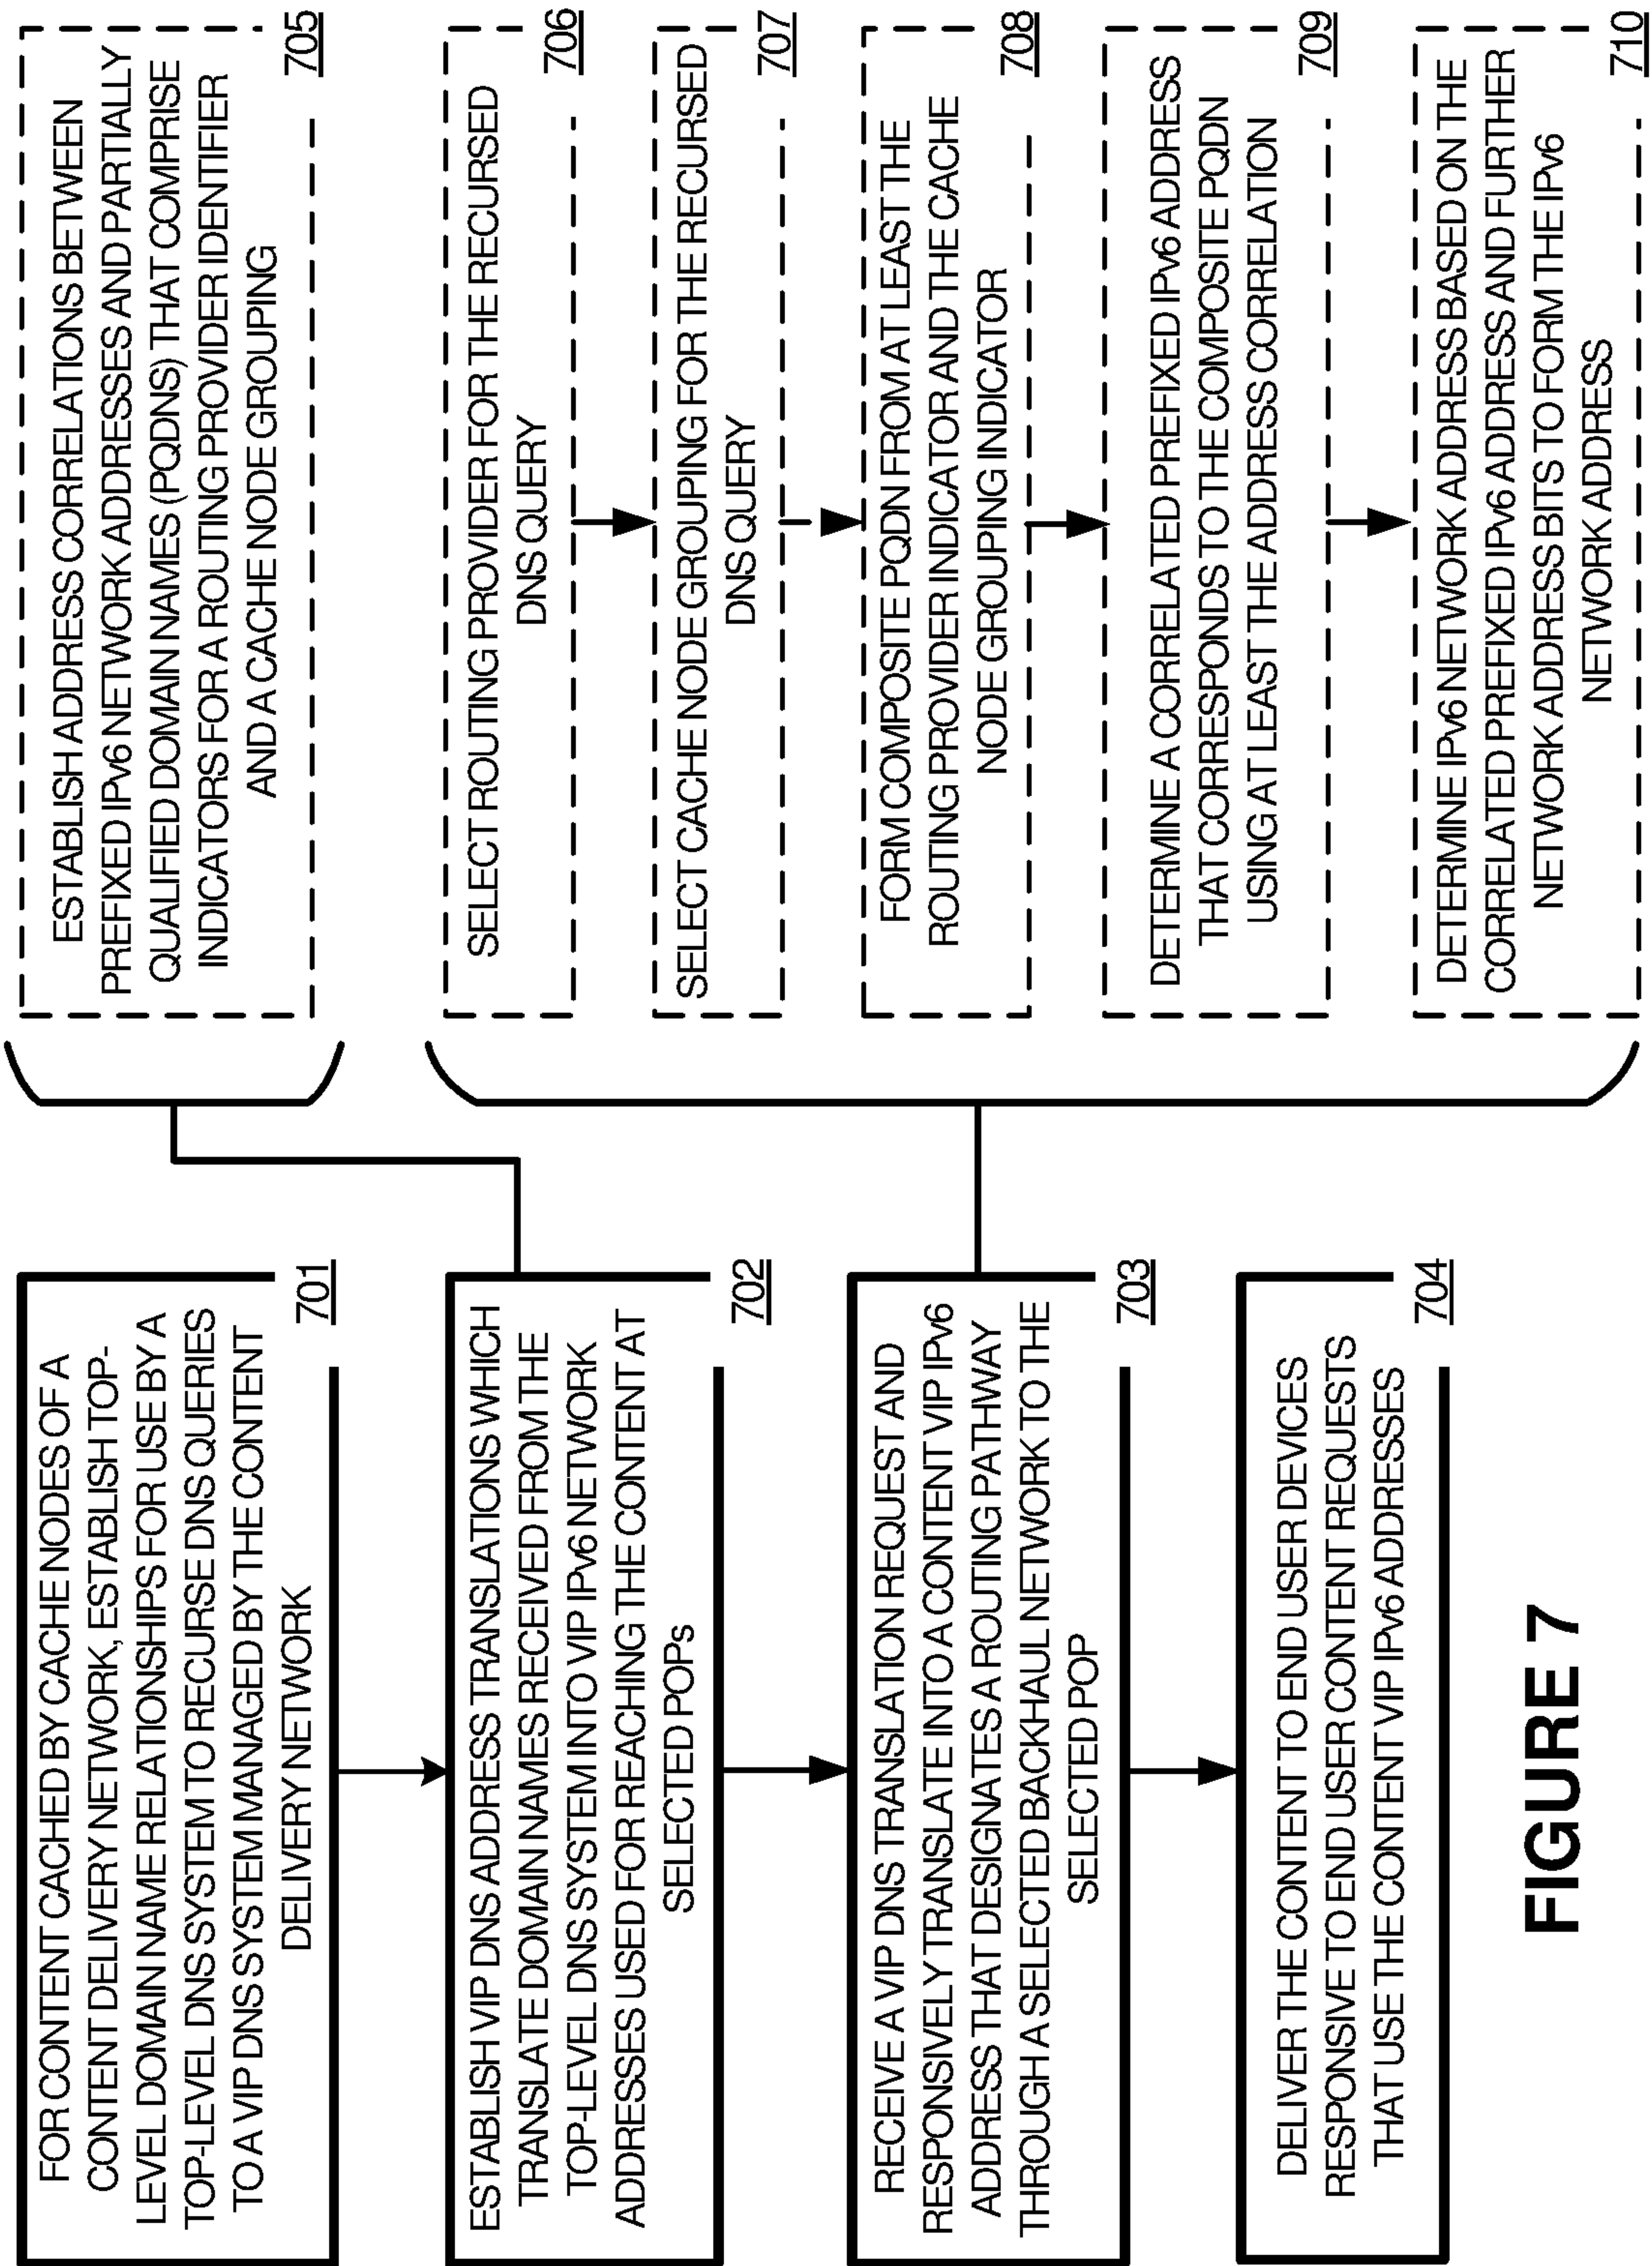 FOR CONTENT CACHED BY CACHE NODES OF A
CONTENT DELIVERY NETWORK, ESTABLISH TOP-
LEVEL DOMAIN NAME RELATIONSHIPS FOR USE BY A
TOP-LEVEL DNS SYSTEM TO RECURSE DNS QUERIES
TO A VIP DNS SYSTEM MANAGED BY THE CONTENT
DELIVERY NETWORK
701
ESTABLISH VIP DNS ADDRESS TRANSLATIONS WHICH
TRANSLATE DOMAIN NAMES RECEIVED FROM THE
TOP-LEVEL DNS SYSTEM INTO VIP IPv6 NETWORK
ADDRESSES USED FOR REACHING THE CONTENT AT
SELECTED POPs
702
RECEIVE A VIP DNS TRANSLATION REQUEST AND
RESPONSIVELY TRANSLATE INTO A CONTENT VIP IPv6
ADDRESS THAT DESIGNATES A ROUTING PATHWAY
THROUGH A SELECTED BACKHAUL NETWORK TO THE
SELECTED POP
703
DELIVER THE CONTENT TO END USER DEVICES
RESPONSIVE TO END USER CONTENT REQUESTS
THAT USE THE CONTENT VIP IPv6 ADDRESSES
704
ESTABLISH ADDRESS CORRELATIONS BETWEEN
PREFIXED IPv6 NETWORK ADDRESSES AND PARTIALLY
QUALIFIED DOMAIN NAMES (PQDNS) THAT COMPRISE
INDICATORS FOR A ROUTING PROVIDER IDENTIFIER
AND A CACHE NODE GROUPING
705
SELECT ROUTING PROVIDER FOR THE RECURSED
DNS QUERY
706
SELECT CACHE NODE GROUPING FOR THE RECURSED
DNS QUERY
707
FORM COMPOSITE PQDN FROM AT LEAST THE
ROUTING PROVIDER INDICATOR AND THE CACHE
NODE GROUPING INDICATOR
708
DETERMINE A CORRELATED PREFIXED IPv6 ADDRESS
THAT CORRESPONDS TO THE COMPOSITE PQDN
USING AT LEAST THE ADDRESS CORRELATION
709
DETERMINE IPv6 NETWORK ADDRESS BASED ON THE
CORRELATED PREFIXED IPv6 ADDRESS AND FURTHER
NETWORK ADDRESS BITS TO FORM THE IPv6
NETWORK ADDRESS
710
FIGURE 7